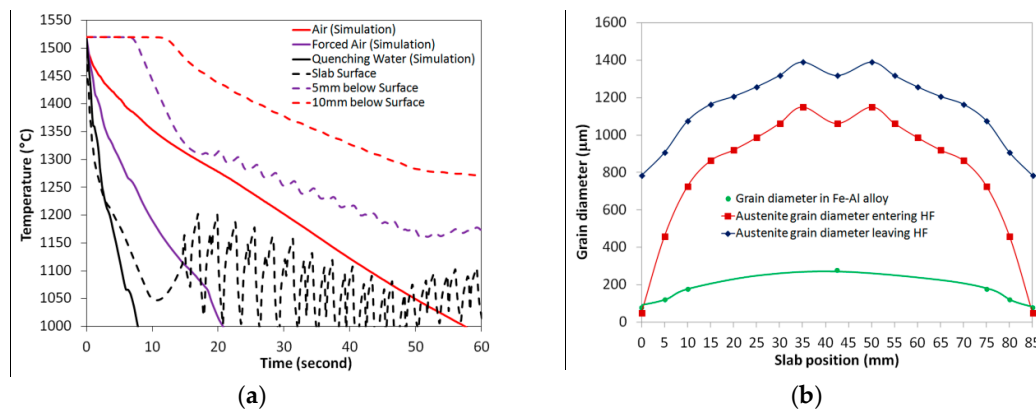 1550
1500
1450
1400
1350
1300
1250
1200
1150
1100
1050
1000
Temperature (°C)
0 10 20 30 40 50 60
Time (second)
Air (Simulation)
Forced Air (Simulation)
Quenching Water (Simulation)
Slab Surface
5mm below Surface
10mm below Surface
(a)
1600
1400
1200
1000
800
600
400
200
0
Grain diameter (µm)
0 5 10 15 20 25 30 35 40 45 50 55 60 65 70 75 80 85
Slab position (mm)
Grain diameter in Fe-Al alloy
Austenite grain diameter entering HF
Austenite grain diameter leaving HF
(b)